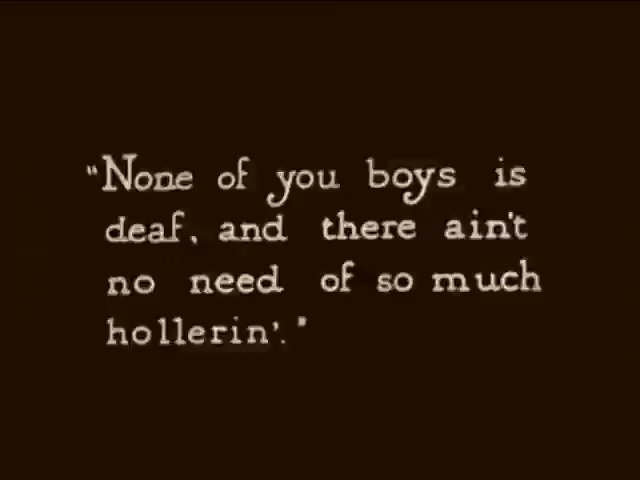 "None of you boys is
deaf, and there ain't
no need of so much
hollerin'."